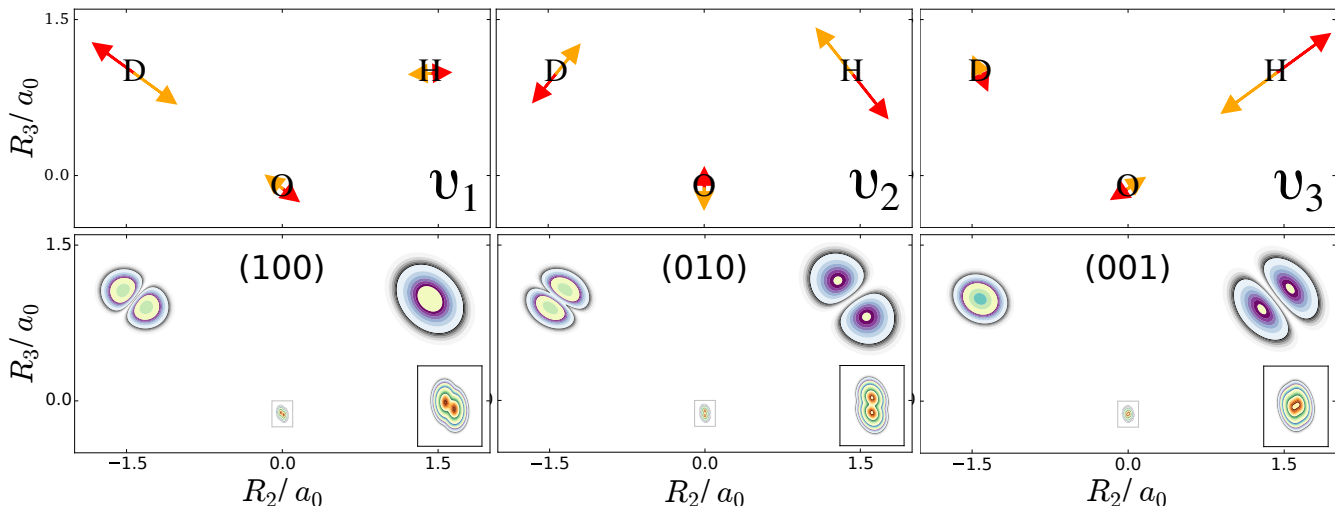 1.5
D
H
R₃/ a₀
0.0
O
υ₁
D
H
O
υ₂
D
H
O
υ₃
1.5
(100)
(010)
(001)
R₃/ a₀
0.0
−1.5 0.0 1.5
−1.5 0.0 1.5
−1.5 0.0 1.5
R₂/ a₀
R₂/ a₀
R₂/ a₀